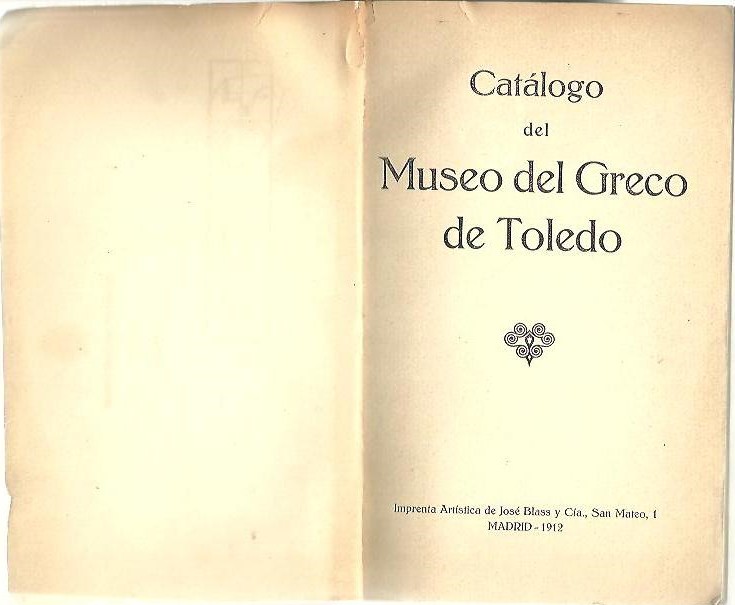 Catálogo
del
Museo del Greco
de Toledo
Imprenta Artística de José Blass y Cía., San Mateo, 1
MADRID - 1912